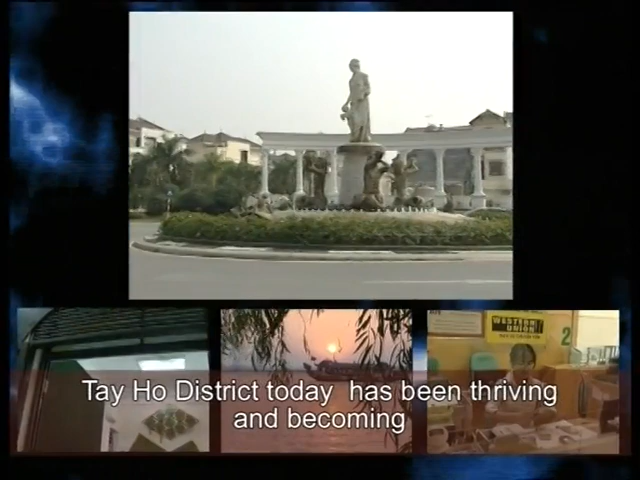 WESTERN
UNION
2
Tay Ho District today has been thriving
and becoming